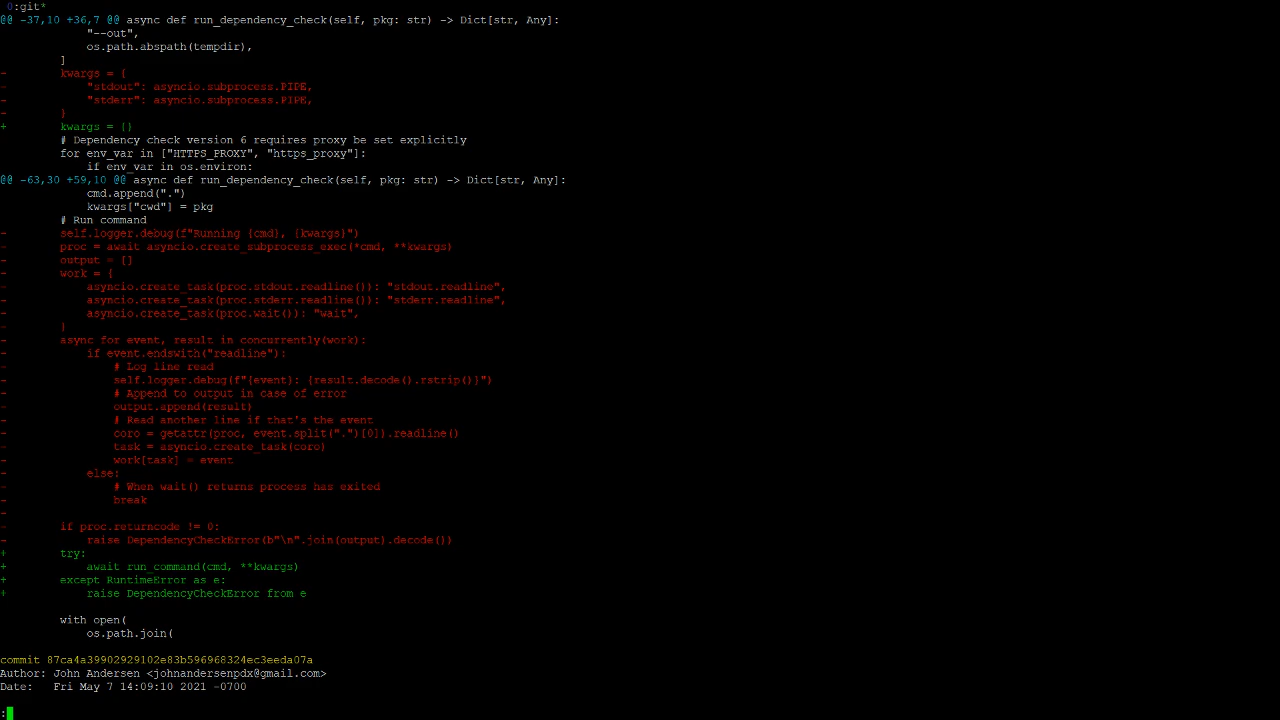 0:git*
@@ -37,10 +36,7 @@ async def run_dependency_check(self, pkg: str) -> Dict[str, Any]:
            "--out",
            os.path.abspath(tempdir),
        ]
-        kwargs = {
-            "stdout": asyncio.subprocess.PIPE,
-            "stderr": asyncio.subprocess.PIPE,
-        }
+        kwargs = {}
        # Dependency check version 6 requires proxy be set explicitly
        for env_var in ["HTTPS_PROXY", "https_proxy"]:
            if env_var in os.environ:
@@ -63,30 +59,10 @@ async def run_dependency_check(self, pkg: str) -> Dict[str, Any]:
            cmd.append(".")
            kwargs["cwd"] = pkg
        # Run command
-        self.logger.debug(f"Running {cmd}, {kwargs}")
-        proc = await asyncio.create_subprocess_exec(*cmd, **kwargs)
-        output = []
-        work = {
-            asyncio.create_task(proc.stdout.readline()): "stdout.readline",
-            asyncio.create_task(proc.stderr.readline()): "stderr.readline",
-            asyncio.create_task(proc.wait()): "wait",
-        }
-        async for event, result in concurrently(work):
-            if event.endswith("readline"):
-                # Log line read
-                self.logger.debug(f"{event}: {result.decode().rstrip()}")
-                # Append to output in case of error
-                output.append(result)
-                # Read another line if that's the event
-                coro = getattr(proc, event.split(".")[0]).readline()
-                task = asyncio.create_task(coro)
-                work[task] = event
-            else:
-                # When wait() returns process has exited
-                break
-
-        if proc.returncode != 0:
-            raise DependencyCheckError(b"\n".join(output).decode())
+        try:
+            await run_command(cmd, **kwargs)
+        except RuntimeError as e:
+            raise DependencyCheckError from e
        with open(
            os.path.join(
commit 87ca4a39902929102e83b596968324ec3eeda07a
Author: John Andersen <johnandersenpdx@gmail.com>
Date:   Fri May 7 14:09:10 2021 -0700
: